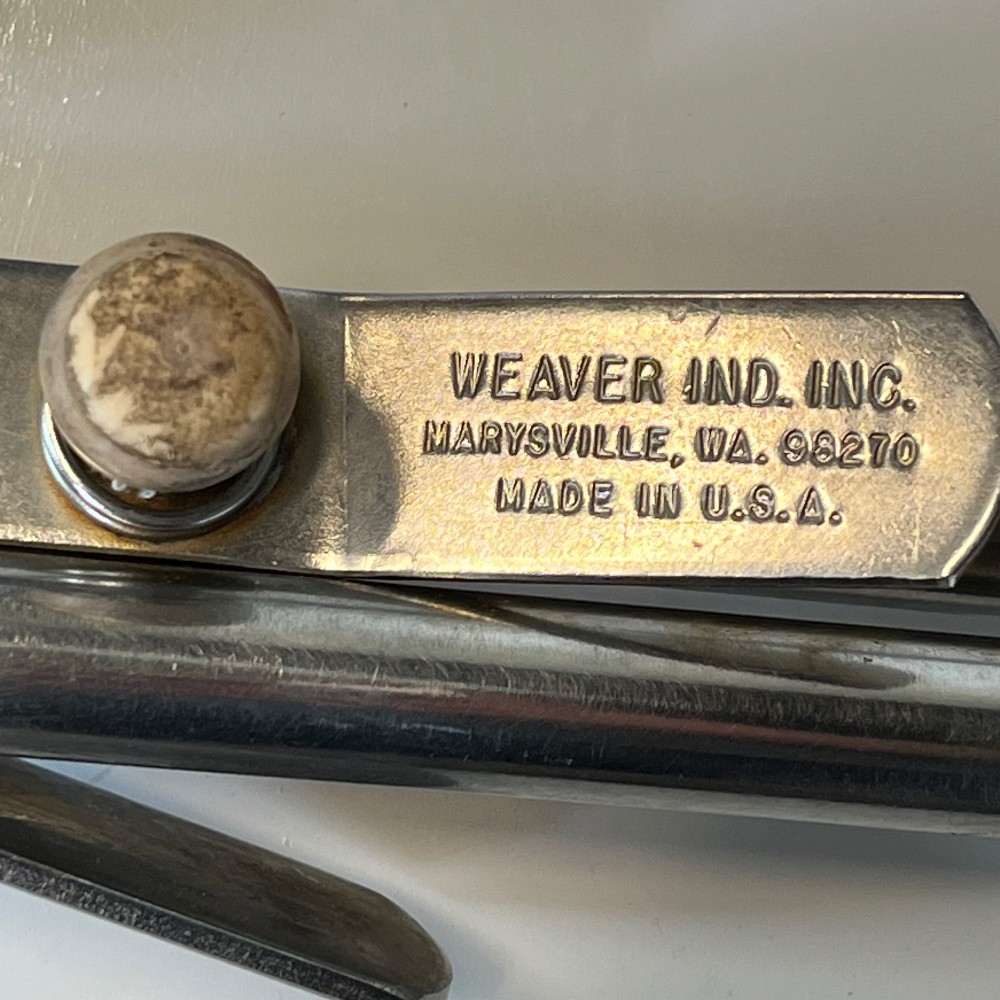 WEAVER IND. INC.
MARYSVILLE, WA. 98270
MADE IN U.S.A.